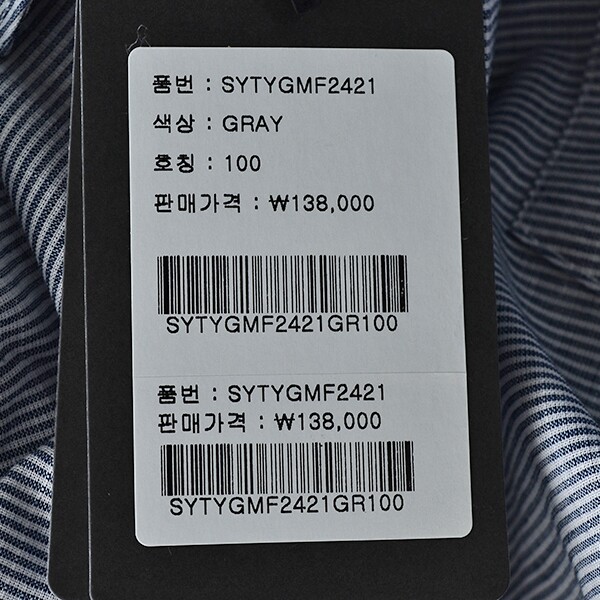 품번 : SYTYGMF2421
색상 : GRAY
호칭 : 100
판매가격 : ₩138,000
SYTYGMF2421GR100
품번 : SYTYGMF2421
판매가격 : ₩138,000
SYTYGMF2421GR100